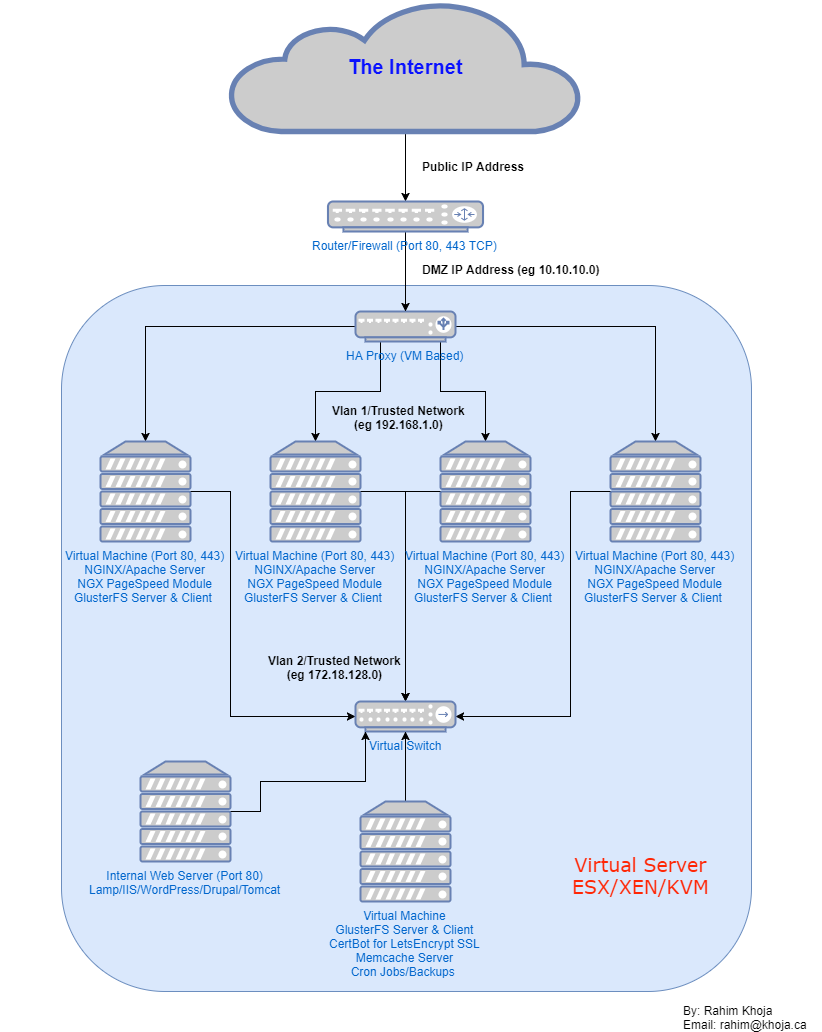 The Internet
Public IP Address
Router/Firewall (Port 80, 443 TCP)
DMZ IP Address (eg 10.10.10.0)
HA Proxy (VM Based)
Vlan 1/Trusted Network
(eg 192.168.1.0)
Virtual Machine (Port 80, 443)
NGINX/Apache Server
NGX PageSpeed Module
GlusterFS Server & Client
Virtual Machine (Port 80, 443)
NGINX/Apache Server
NGX PageSpeed Module
GlusterFS Server & Client
Virtual Machine (Port 80, 443)
NGINX/Apache Server
NGX PageSpeed Module
GlusterFS Server & Client
Virtual Machine (Port 80, 443)
NGINX/Apache Server
NGX PageSpeed Module
GlusterFS Server & Client
Vlan 2/Trusted Network
(eg 172.18.128.0)
Virtual Switch
Internal Web Server (Port 80)
Lamp/IIS/WordPress/Drupal/Tomcat
Virtual Machine
GlusterFS Server & Client
CertBot for LetsEncrypt SSL
Memcache Server
Cron Jobs/Backups
Virtual Server
ESX/XEN/KVM
By: Rahim Khoja
Email: rahim@khoja.ca